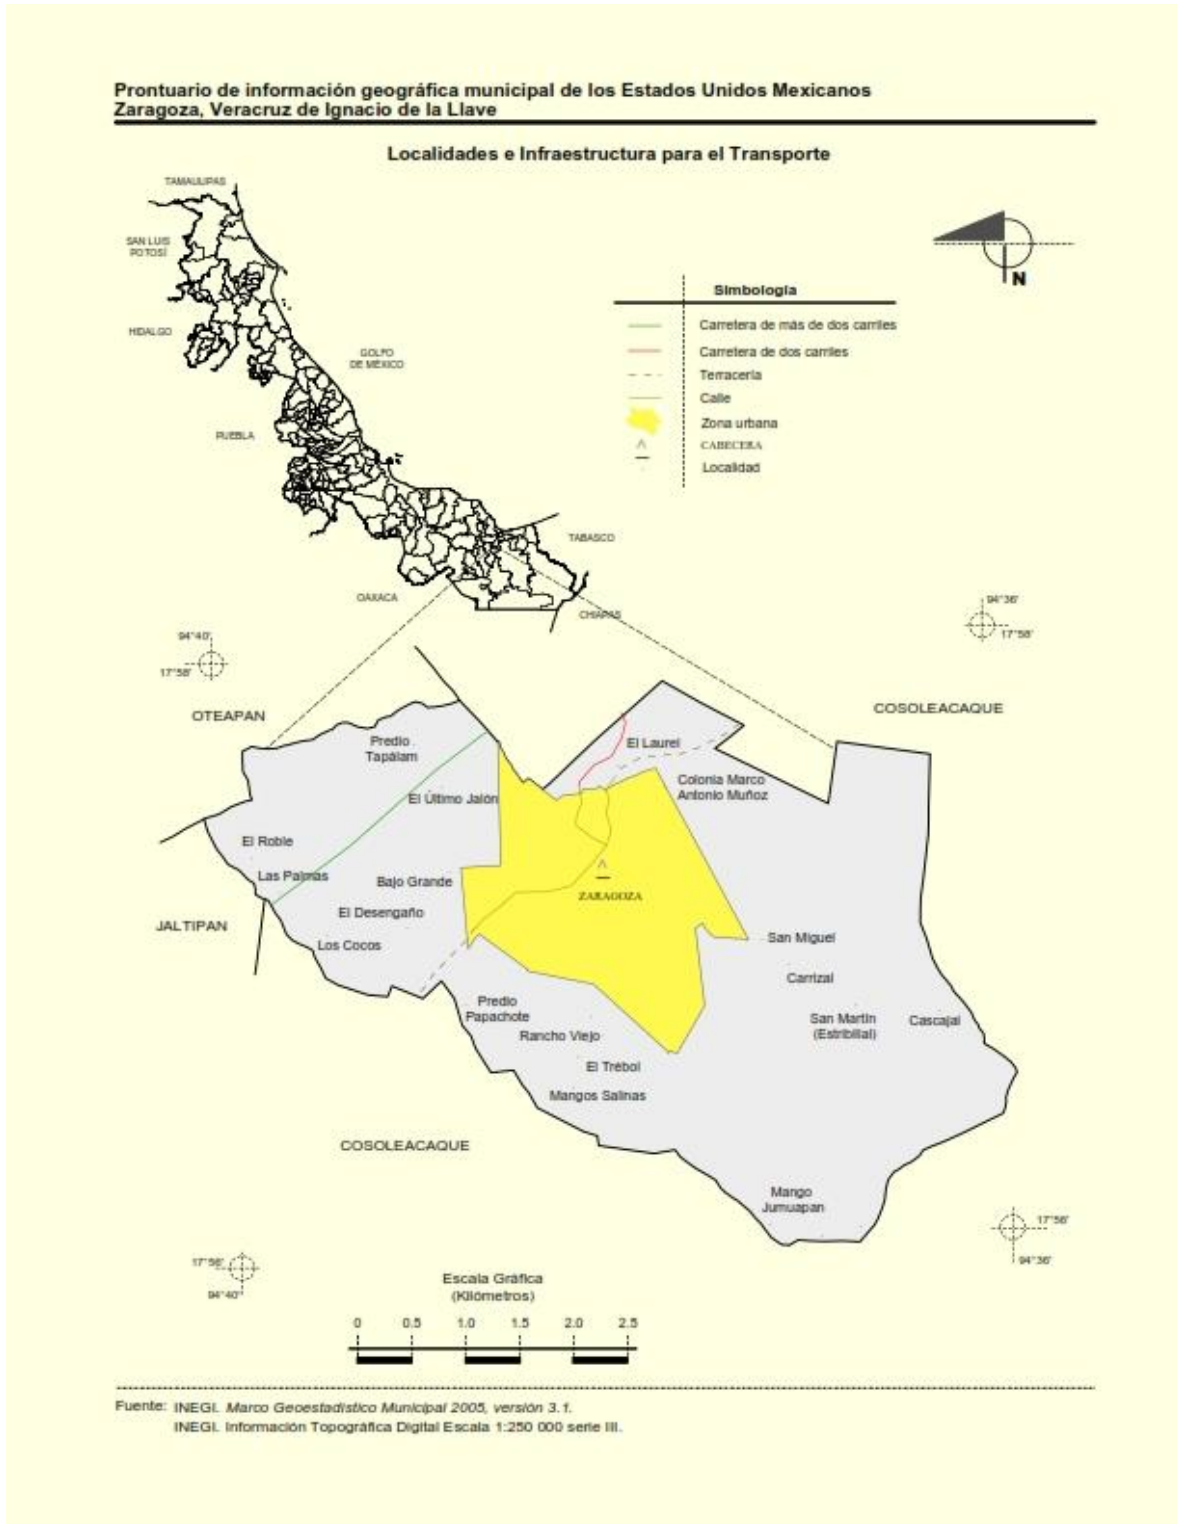 Prontuario de información geográfica municipal de los Estados Unidos Mexicanos
Zaragoza, Veracruz de Ignacio de la Llave
Localidades e Infraestructura para el Transporte
TAMAULIPAS
SAN LUIS
POTOSÍ
HIDALGO
GOLFO
DE MÉXICO
PUEBLA
TABASCO
OAXACA
CHIAPAS
N
Simbología
Carretera de más de dos carriles
Carretera de dos carriles
Terracería
Calle
Zona urbana
CABECERA
Localidad
94°36'
17°58'
94°40'
17°58'
OTEAPAN
COSOLEACAQUE
Predio
Tapálam
El Laurel
Colonia Marco
Antonio Muñoz
El Último Jalón
El Roble
Las Palmas
Bajo Grande
ZARAGOZA
El Desengaño
JALTIPAN
Los Cocos
San Miguel
Carrizal
Predio
Papachote
San Martín
(Estribillal)
Cascajal
Rancho Viejo
El Trébol
Mangos Salinas
COSOLEACAQUE
Mango
Jumuapan
17°56'
94°36'
17°56'
94°40'
Escala Gráfica
(Kilómetros)
0 0.5 1.0 1.5 2.0 2.5
Fuente: INEGI. Marco Geoestadístico Municipal 2005, versión 3.1.
INEGI. Información Topográfica Digital Escala 1:250 000 serie III.